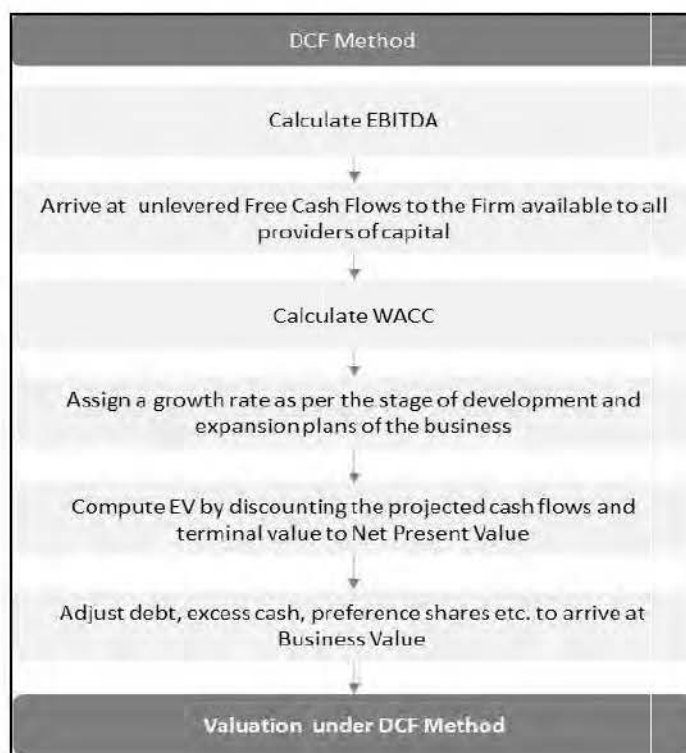 DCF Method
Calculate EBITDA
Arrive at unlevered Free Cash Flows to the Firm available to all
providers of capital
Calculate WACC
Assign a growth rate as per the stage of development and
expansion plans of the business
Compute EV by discounting the projected cash flows and
terminal value to Net Present Value
Adjust debt, excess cash, preference shares etc. to arrive at
Business Value
Valuation under DCF Method